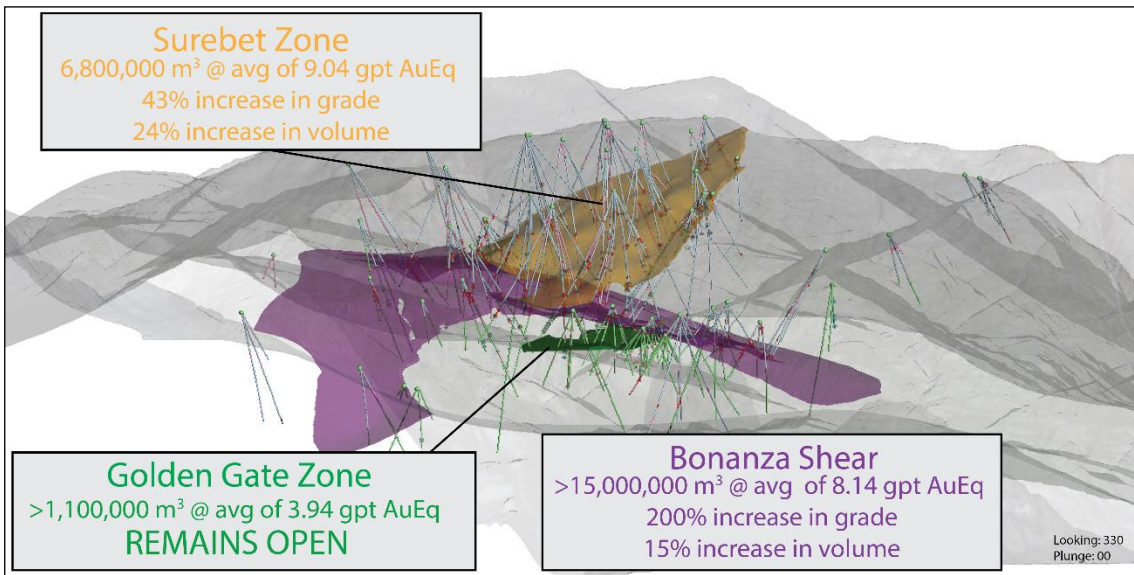 Surebet Zone
6,800,000 m³ @ avg of 9.04 gpt AuEq
43% increase in grade
24% increase in volume
Golden Gate Zone
>1,100,000 m³ @ avg of 3.94 gpt AuEq
REMAINS OPEN
Bonanza Shear
>15,000,000 m³ @ avg of 8.14 gpt AuEq
200% increase in grade
15% increase in volume
Looking: 330
Plunge: 00